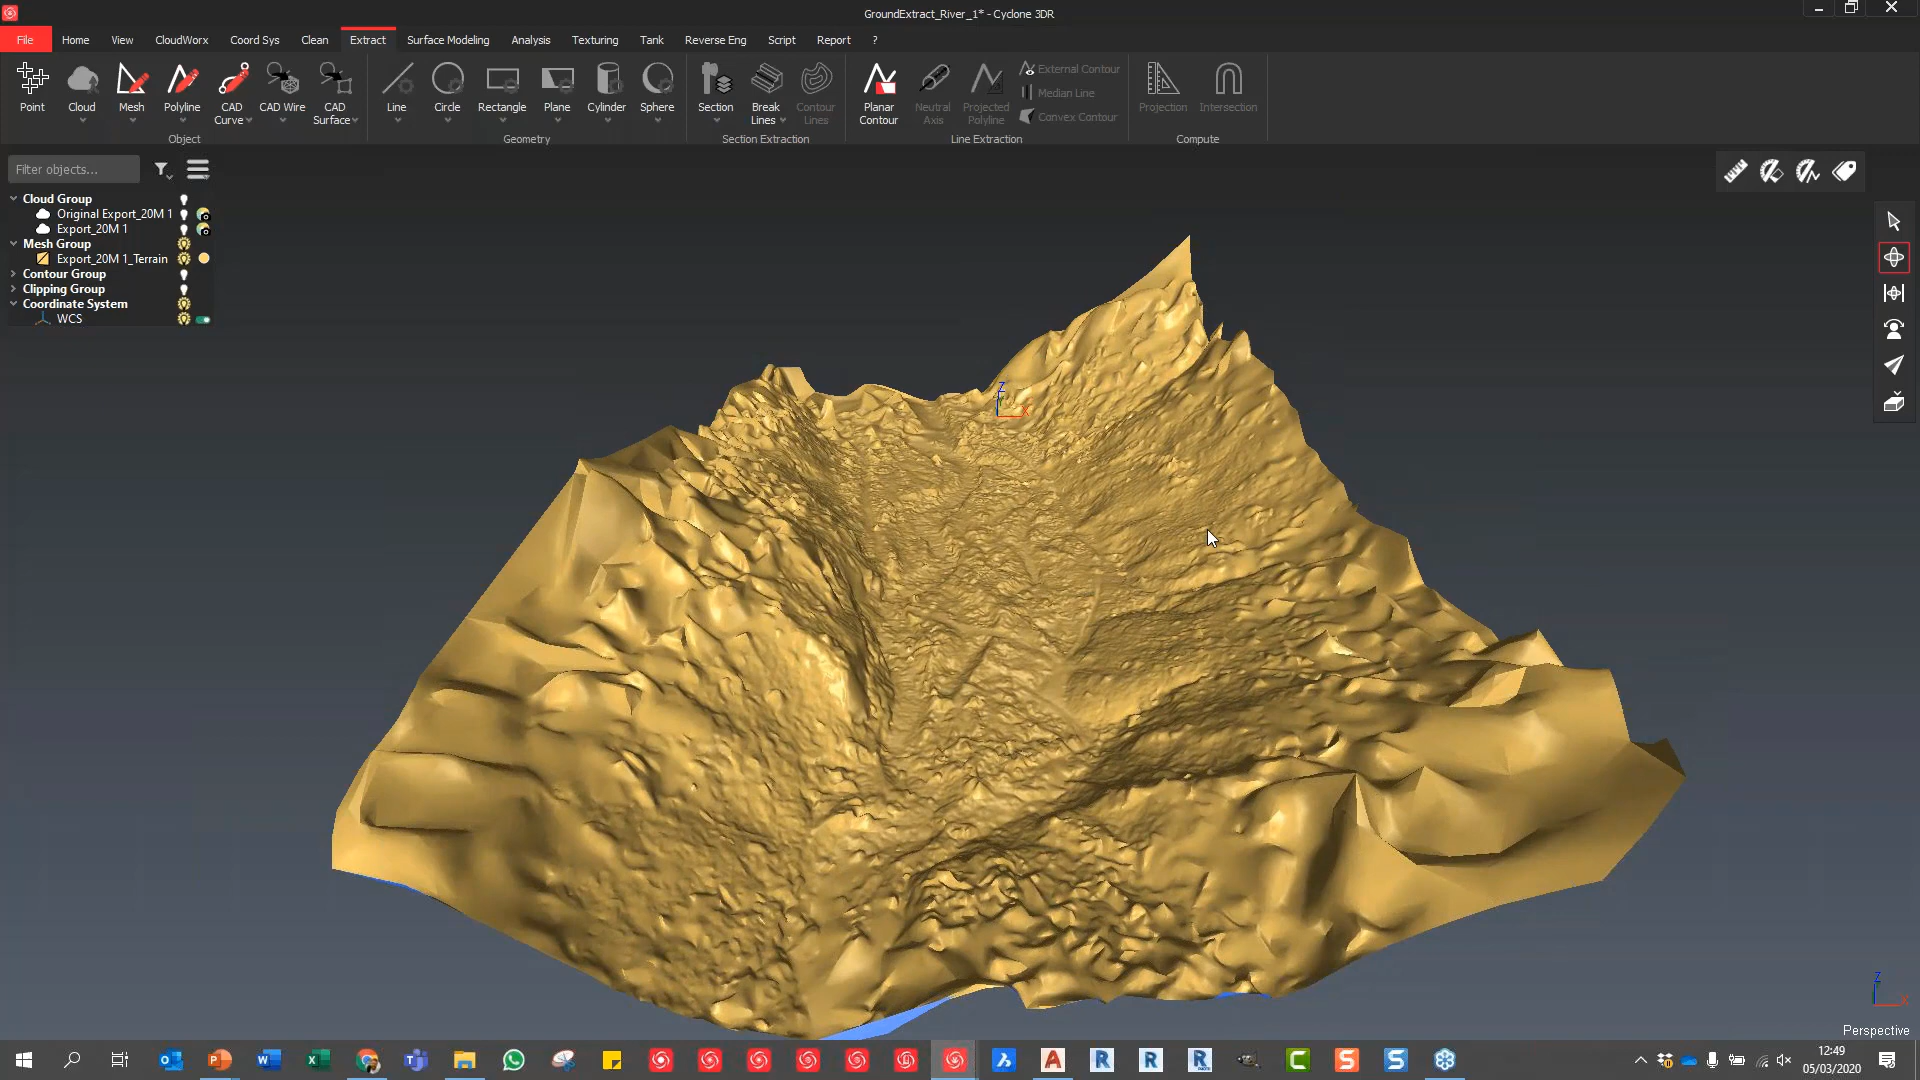 GroundExtract_River_1* - Cyclone 3DR
File Home View CloudWorx Coord Sys Clean Extract Surface Modeling Analysis Texturing Tank Reverse Eng Script Report ?
Point Cloud Mesh Polyline CAD Curve CAD Wire CAD Surface
Line Circle Rectangle Plane Cylinder Sphere
Section Break Lines Contour Lines
Planar Contour Neutral Axis Projected Polyline
External Contour
Median Line
Convex Contour
Projection Intersection
Object Geometry Section Extraction Line Extraction Compute
Filter objects...
Cloud Group
Original Export_20M 1
Export_20M 1
Mesh Group
Export_20M 1_Terrain
Contour Group
Clipping Group
Coordinate System
WCS
Z
X
Z
X
Perspective
12:49
05/03/2020